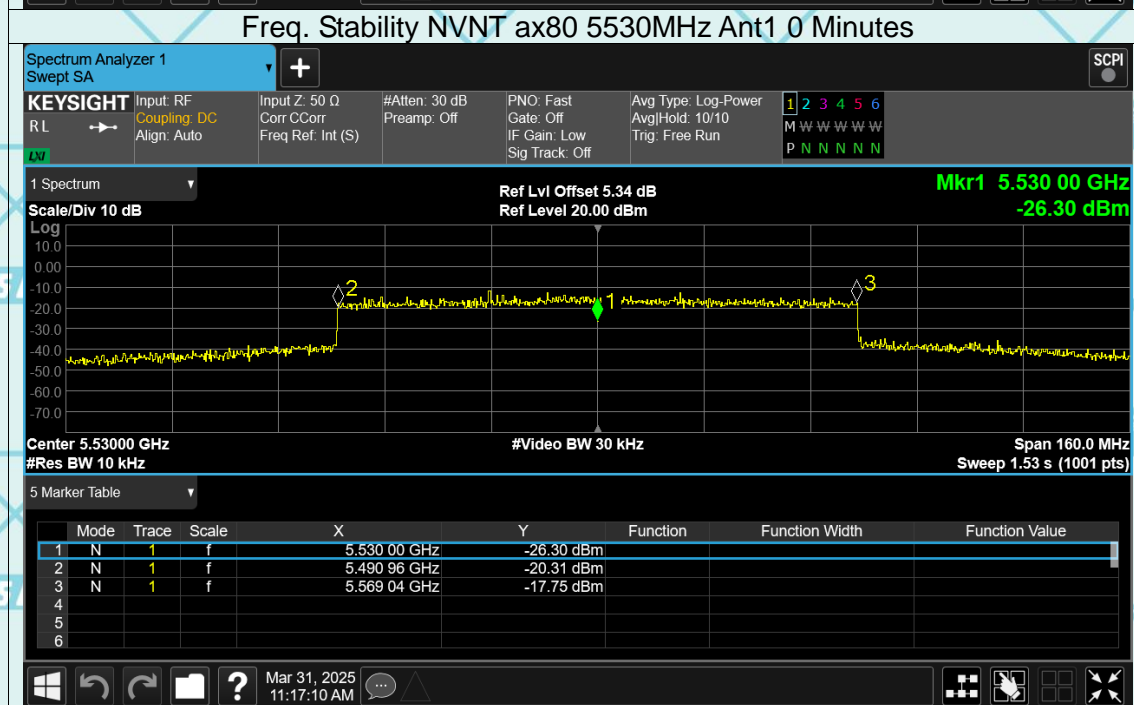 Freq. Stability NVNT ax80 5530MHz Ant1 0 Minutes
Spectrum Analyzer 1
Swept SA
SCPI
KEYSIGHT
RL
LXI
Input: RF
Coupling: DC
Align: Auto
Input Z: 50 Ω
Corr CCorr
Freq Ref: Int (S)
#Atten: 30 dB
Preamp: Off
PNO: Fast
Gate: Off
IF Gain: Low
Sig Track: Off
Avg Type: Log-Power
Avg|Hold: 10/10
Trig: Free Run
1 2 3 4 5 6
M W W W W W
P N N N N N
1 Spectrum
Scale/Div 10 dB
Ref Lvl Offset 5.34 dB
Ref Level 20.00 dBm
Mkr1 5.530 00 GHz
-26.30 dBm
Log
10.0
0.00
-10.0
-20.0
-30.0
-40.0
-50.0
-60.0
-70.0
2
1
3
Center 5.53000 GHz
#Res BW 10 kHz
#Video BW 30 kHz
Span 160.0 MHz
Sweep 1.53 s (1001 pts)
5 Marker Table
Mode Trace Scale X Y Function Function Width Function Value
1 N 1 f 5.530 00 GHz -26.30 dBm
2 N 1 f 5.490 96 GHz -20.31 dBm
3 N 1 f 5.569 04 GHz -17.75 dBm
4
5
6
Mar 31, 2025
11:17:10 AM